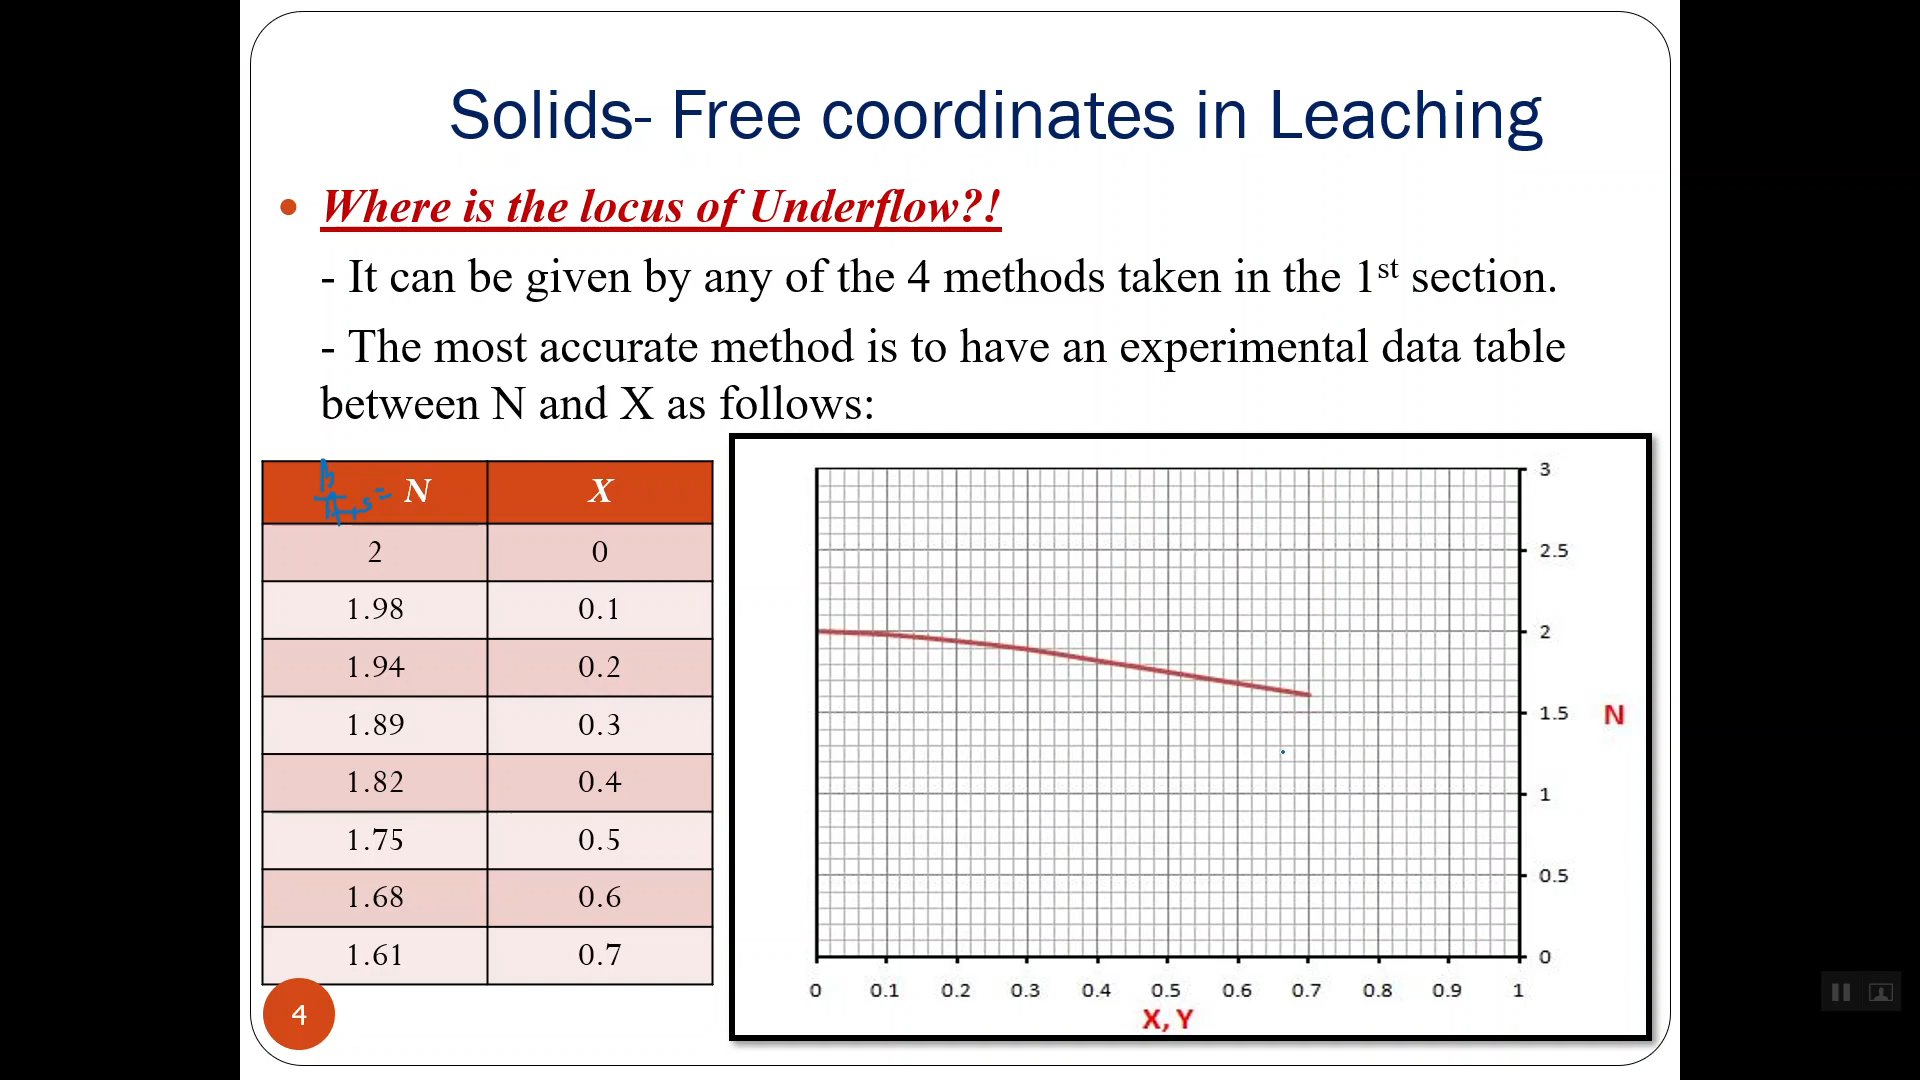 Solids- Free coordinates in Leaching
• Where is the locus of Underflow?!
- It can be given by any of the 4 methods taken in the 1st section.
- The most accurate method is to have an experimental data table
between N and X as follows:
N X
2 0
1.98 0.1
1.94 0.2
1.89 0.3
1.82 0.4
1.75 0.5
1.68 0.6
1.61 0.7
3
2.5
2
1.5
N
1
0.5
0
0 0.1 0.2 0.3 0.4 0.5 0.6 0.7 0.8 0.9 1
X, Y
4